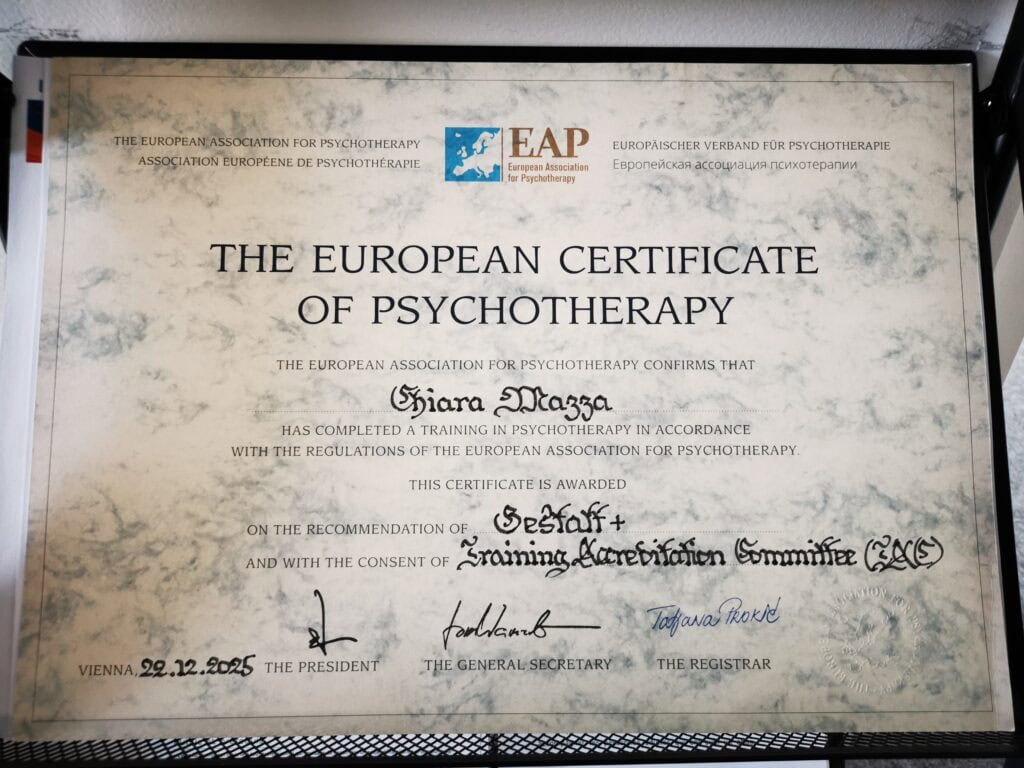 THE EUROPEAN ASSOCIATION FOR PSYCHOTHERAPY
ASSOCIATION EUROPÉENE DE PSYCHOTHÉRAPIE
EAP
European Association
for Psychotherapy
EUROPÄISCHER VERBAND FÜR PSYCHOTHERAPIE
Европейская ассоциация психотерапии
THE EUROPEAN CERTIFICATE
OF PSYCHOTHERAPY
THE EUROPEAN ASSOCIATION FOR PSYCHOTHERAPY CONFIRMS THAT
Chiara Mazza
HAS COMPLETED A TRAINING IN PSYCHOTHERAPY IN ACCORDANCE
WITH THE REGULATIONS OF THE EUROPEAN ASSOCIATION FOR PSYCHOTHERAPY.
THIS CERTIFICATE IS AWARDED
ON THE RECOMMENDATION OF Gestalt+
AND WITH THE CONSENT OF Training Accreditation Committee (TAC)
Tatjana Prokić
VIENNA, 22.12.2025 THE PRESIDENT THE GENERAL SECRETARY THE REGISTRAR